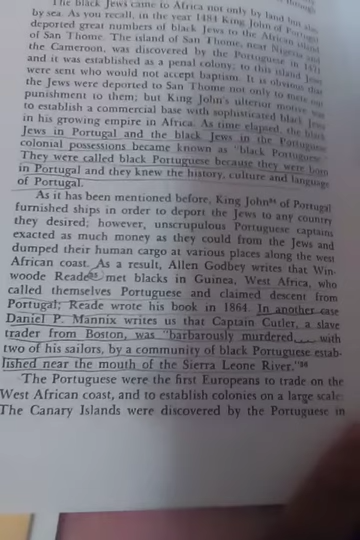 through
The black Jews came to Africa not only by land but also
by sea. As you recall, in the year 1484 King John of Portugal
deported great numbers of black Jews to the African island
of San Thome. The island of San Thome, near Nigeria and
the Cameroon, was discovered by the Portuguese in 1471
and it was established as a penal colony; to this island Jews
were sent who would not accept baptism. It is obvious that
the Jews were deported to San Thome not only to mete out
punishment to them; but King John's ulterior motive was
to establish a commercial base with sophisticated black Jews
in his growing empire in Africa. As time elapsed, the black
Jews in Portugal and the black Jews in the Portuguese
colonial possessions became known as "black Portuguese."
They were called black Portuguese because they were born
in Portugal and they knew the history, culture and language
of Portugal.
As it has been mentioned before, King John of Portugal
furnished ships in order to deport the Jews to any country
they desired; however, unscrupulous Portuguese captains
exacted as much money as they could from the Jews and
dumped their human cargo at various places along the west
African coast. As a result, Allen Godbey writes that Win-
woode Reade met blacks in Guinea, West Africa, who
called themselves Portuguese and claimed descent from
Portugal; Reade wrote his book in 1864. In another case
Daniel P. Mannix writes us that Captain Cutler, a slave
trader from Boston, was "barbarously murdered.... with
two of his sailors, by a community of black Portuguese estab-
lished near the mouth of the Sierra Leone River."
The Portuguese were the first Europeans to trade on the
West African coast, and to establish colonies on a large scale.
The Canary Islands were discovered by the Portuguese in